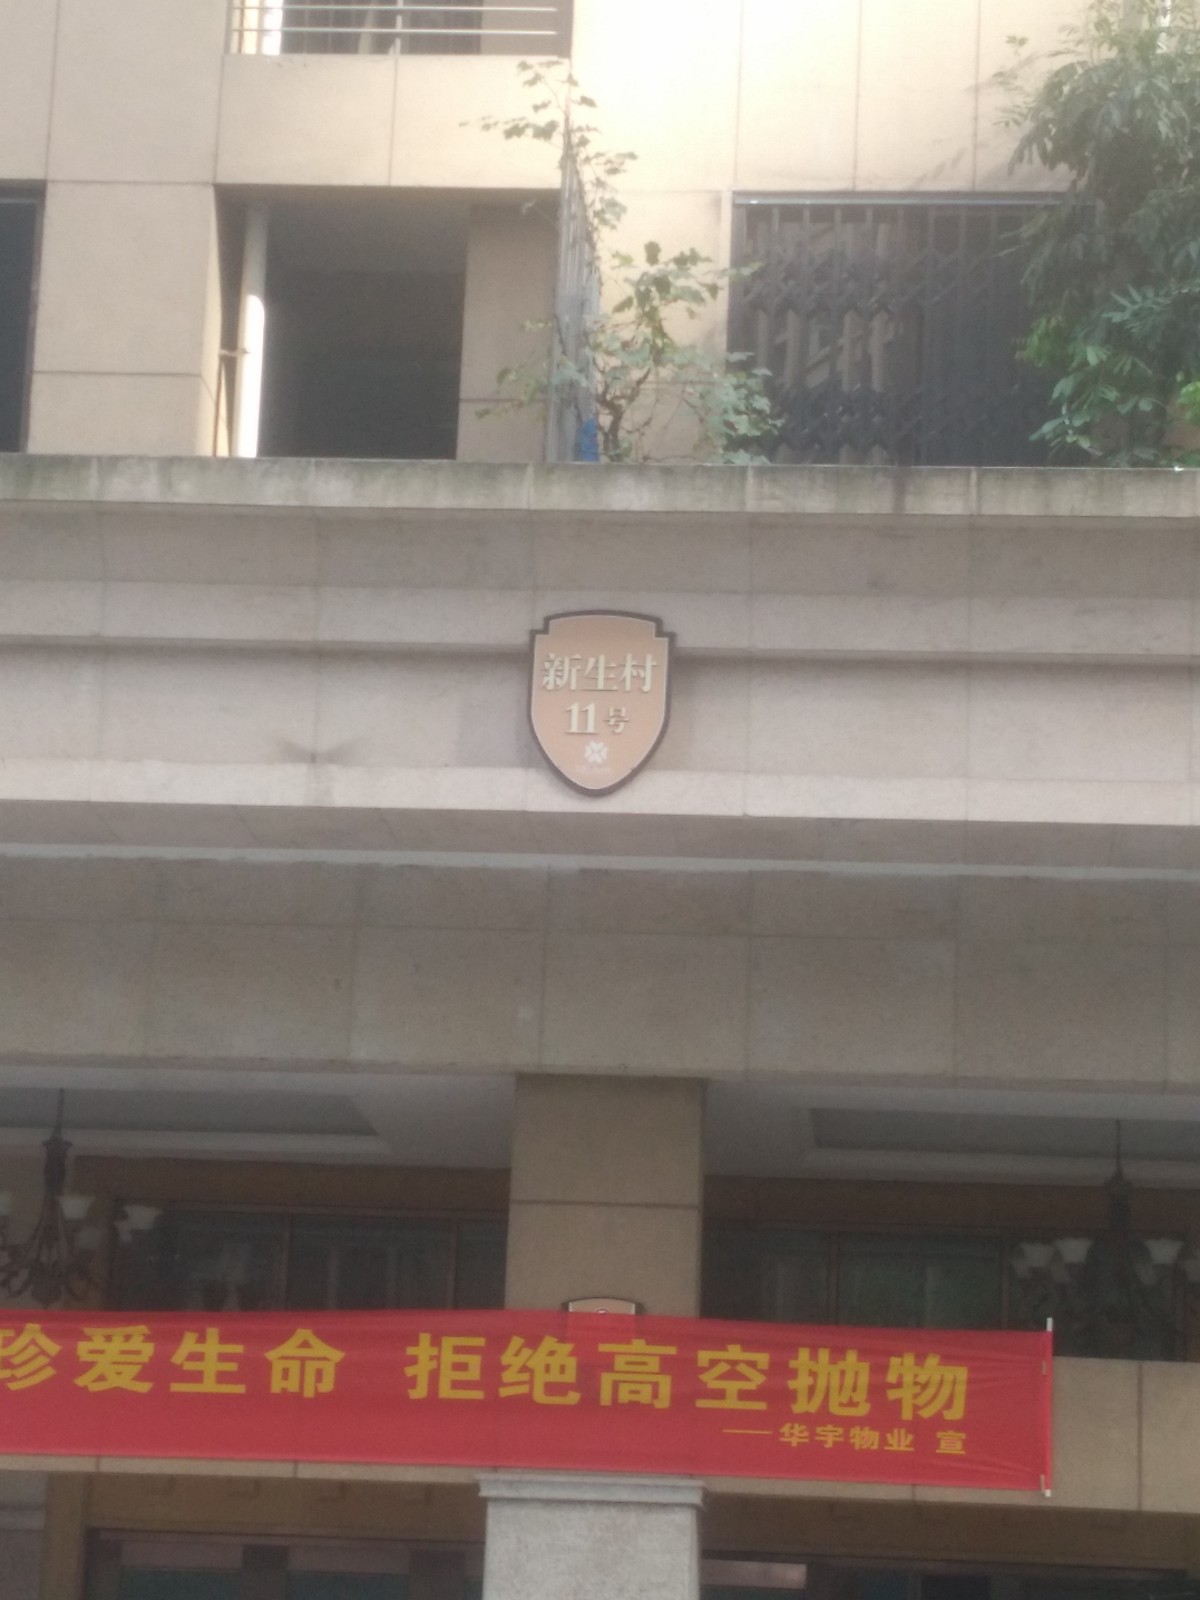 新生村
11号
珍爱生命 拒绝高空抛物
——华宇物业 宣